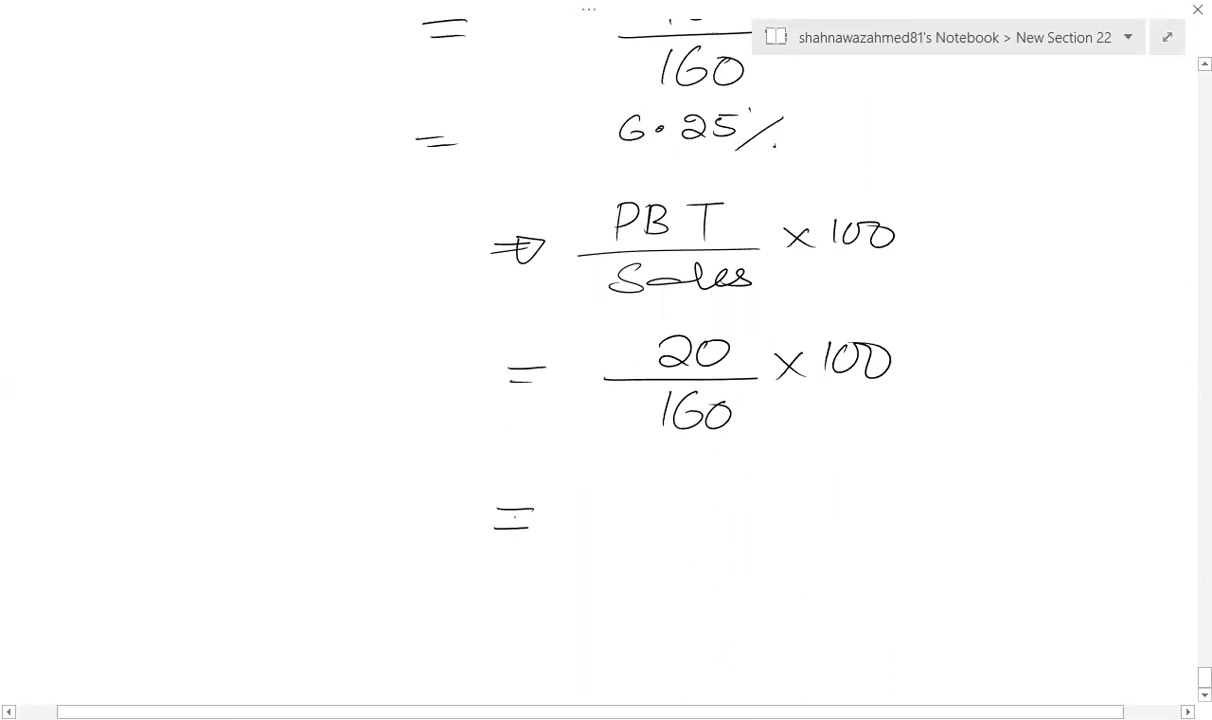 shahnawazahmed81's Notebook > New Section 22
=
160
= 6.25%
⇒ PBT / Sales × 100
= 20 / 160 × 100
=